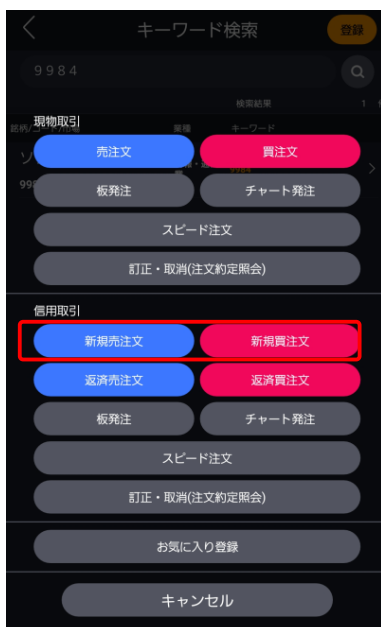 キーワード検索 登録
9984
検索結果 1
銘柄/コード/市場 業種 キーワード
現物取引
売注文 買注文
板発注 チャート発注
スピード注文
訂正・取消(注文約定照会)
信用取引
新規売注文 新規買注文
返済売注文 返済買注文
板発注 チャート発注
スピード注文
訂正・取消(注文約定照会)
お気に入り登録
キャンセル